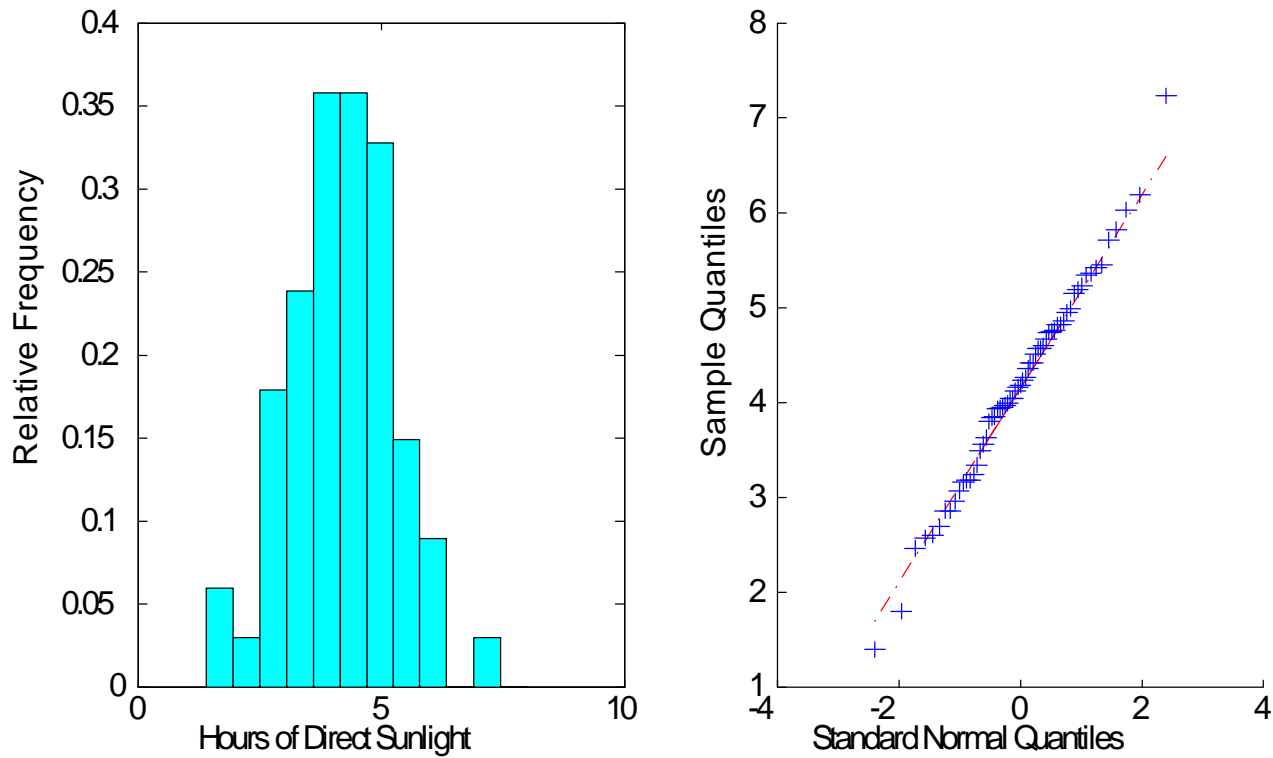 0.4
0.35
0.3
0.25
0.2
0.15
0.1
0.05
0
Relative Frequency
0 5 10
Hours of Direct Sunlight
8
7
6
5
4
3
2
1
Sample Quantiles
-4 -2 0 2 4
Standard Normal Quantiles